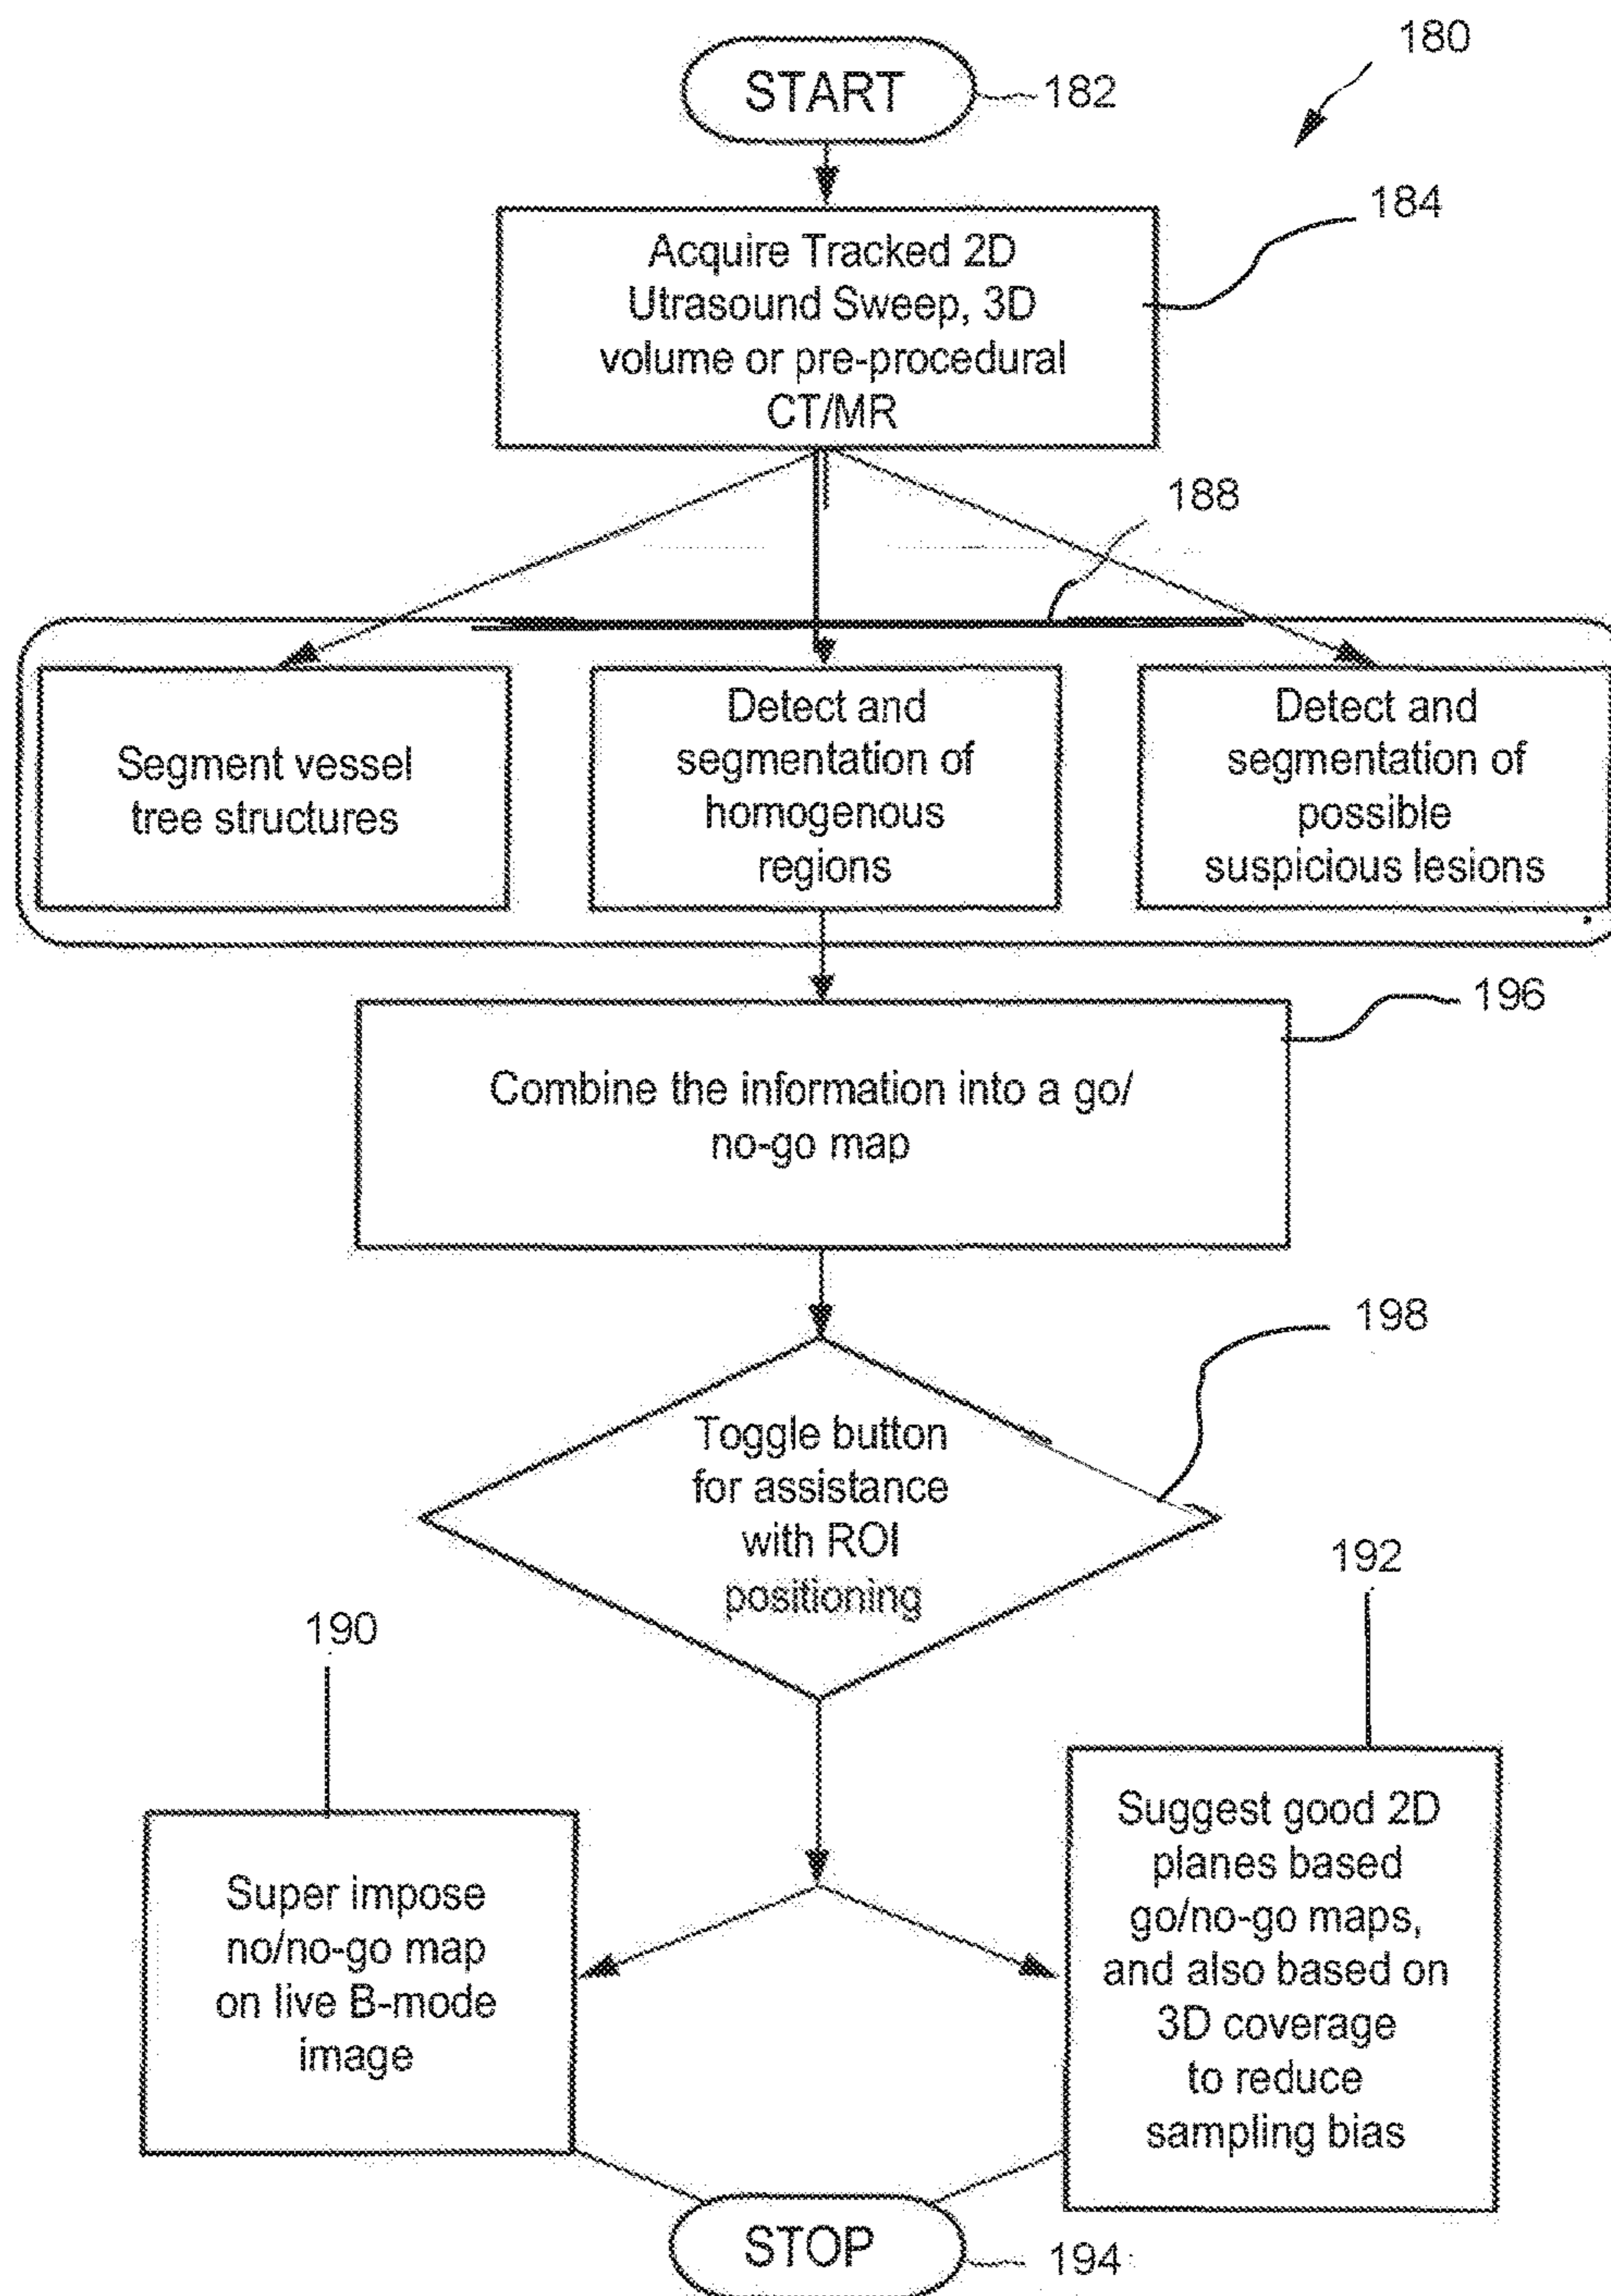 180
START
182
184
Acquire Tracked 2D
Utrasound Sweep, 3D
volume or pre-procedural
CT/MR
188
Segment vessel
tree structures
Detect and
segmentation of
homogenous
regions
Detect and
segmentation of
possible
suspicious lesions
196
Combine the information into a go/
no-go map
198
Toggle button
for assistance
with ROI
positioning
190
192
Super impose
no/no-go map
on live B-mode
image
Suggest good 2D
planes based
go/no-go maps,
and also based on
3D coverage
to reduce
sampling bias
STOP
194